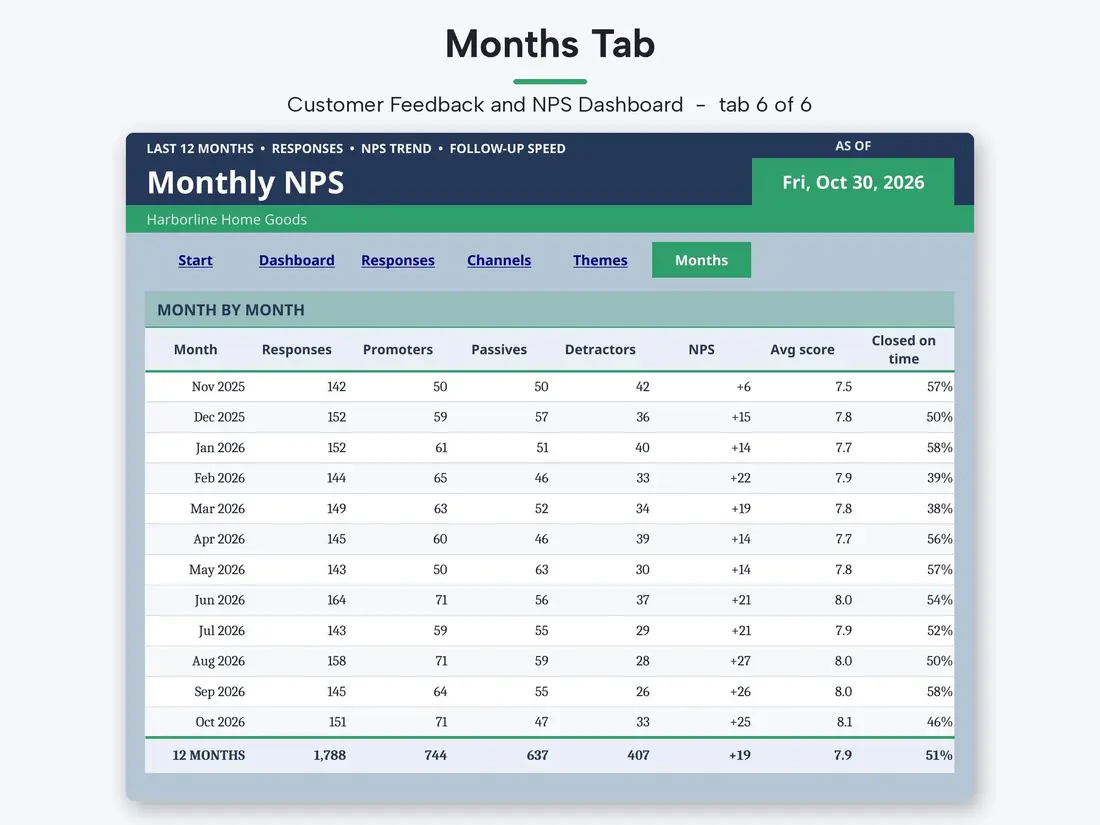 Months Tab
Customer Feedback and NPS Dashboard – tab 6 of 6
LAST 12 MONTHS • RESPONSES • NPS TREND • FOLLOW-UP SPEED
AS OF
Monthly NPS
Fri, Oct 30, 2026
Harborline Home Goods
Start Dashboard Responses Channels Themes Months
MONTH BY MONTH
Month Responses Promoters Passives Detractors NPS Avg score Closed on time
Nov 2025 142 50 50 42 +6 7.5 57%
Dec 2025 152 59 57 36 +15 7.8 50%
Jan 2026 152 61 51 40 +14 7.7 58%
Feb 2026 144 65 46 33 +22 7.9 39%
Mar 2026 149 63 52 34 +19 7.8 38%
Apr 2026 145 60 46 39 +14 7.7 56%
May 2026 143 50 63 30 +14 7.8 57%
Jun 2026 164 71 56 37 +21 8.0 54%
Jul 2026 143 59 55 29 +21 7.9 52%
Aug 2026 158 71 59 28 +27 8.0 50%
Sep 2026 145 64 55 26 +26 8.0 58%
Oct 2026 151 71 47 33 +25 8.1 46%
12 MONTHS 1,788 744 637 407 +19 7.9 51%